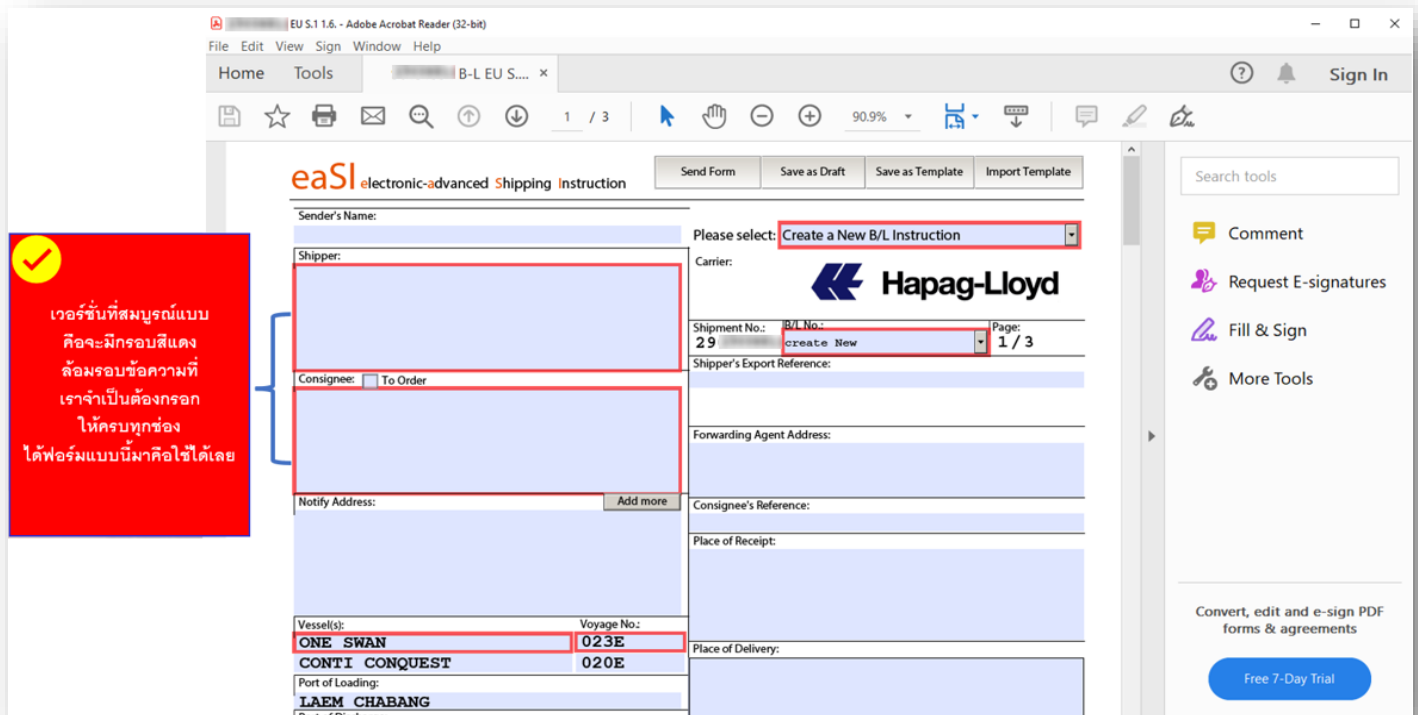 EU S.1 1.6. - Adobe Acrobat Reader (32-bit)
File Edit View Sign Window Help
Home Tools B-L EU S.... × Sign In
1 / 3 90.9%
eaSI electronic-advanced Shipping Instruction
Send Form Save as Draft Save as Template Import Template
Sender's Name:
Please select: Create a New B/L Instruction
Shipper:
Carrier:
Hapag-Lloyd
Shipment No.: B/L No.: Page:
29 create New 1 / 3
Shipper's Export Reference:
Consignee: To Order
Forwarding Agent Address:
Notify Address: Add more
Consignee's Reference:
Place of Receipt:
Vessel(s): Voyage No.:
ONE SWAN 023E
CONTI CONQUEST 020E
Place of Delivery:
Port of Loading:
LAEM CHABANG
Port of Discharge:
เวอร์ชั่นที่สมบูรณ์แบบ
คือจะมีกรอบสีแดง
ล้อมรอบข้อความที่
เราจำเป็นต้องกรอก
ให้ครบทุกช่อง
ได้ฟอร์มแบบนี้มาคือใช้ได้เลย
Search tools
Comment
Request E-signatures
Fill & Sign
More Tools
Convert, edit and e-sign PDF
forms & agreements
Free 7-Day Trial